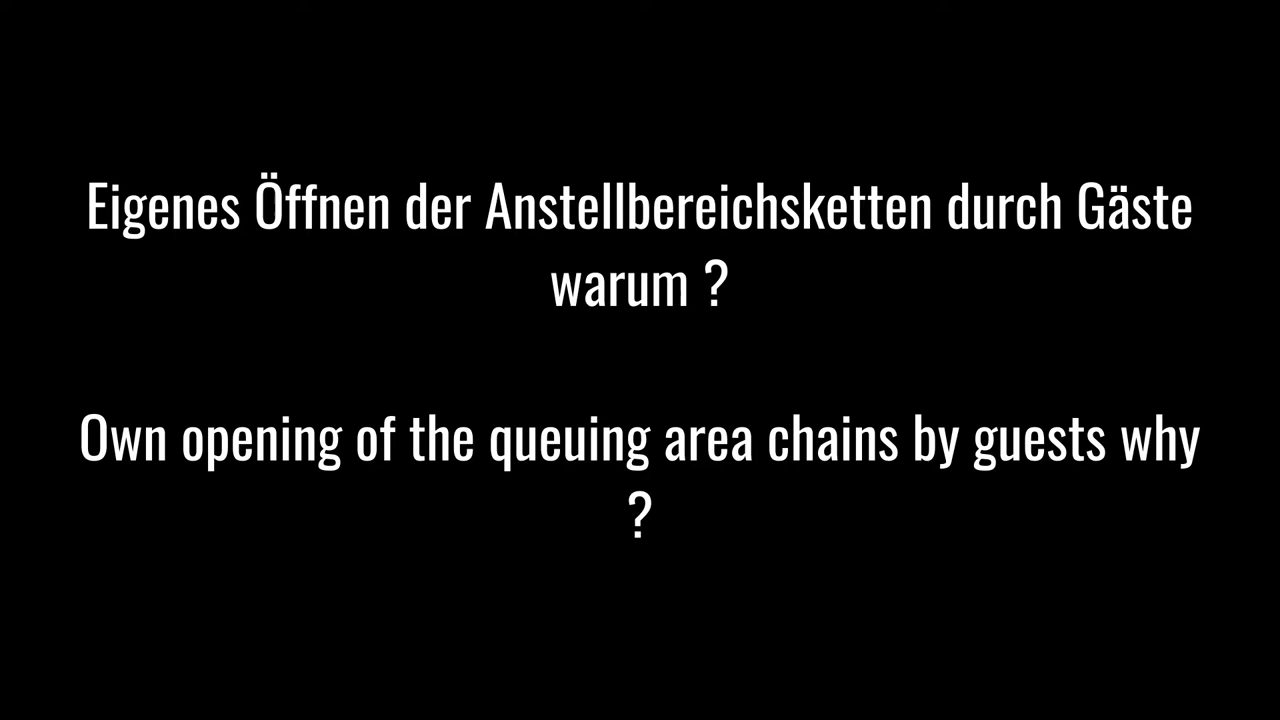 Eigenes Öffnen der Anstellbereichsketten durch Gäste
warum ?
Own opening of the queuing area chains by guests why
?